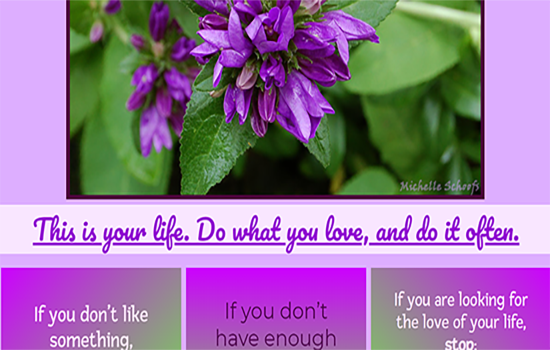 Michelle Schoofs
This is your life. Do what you love, and do it often.
If you don't like
something,
If you don't
have enough
If you are looking for
the love of your life,
stop;